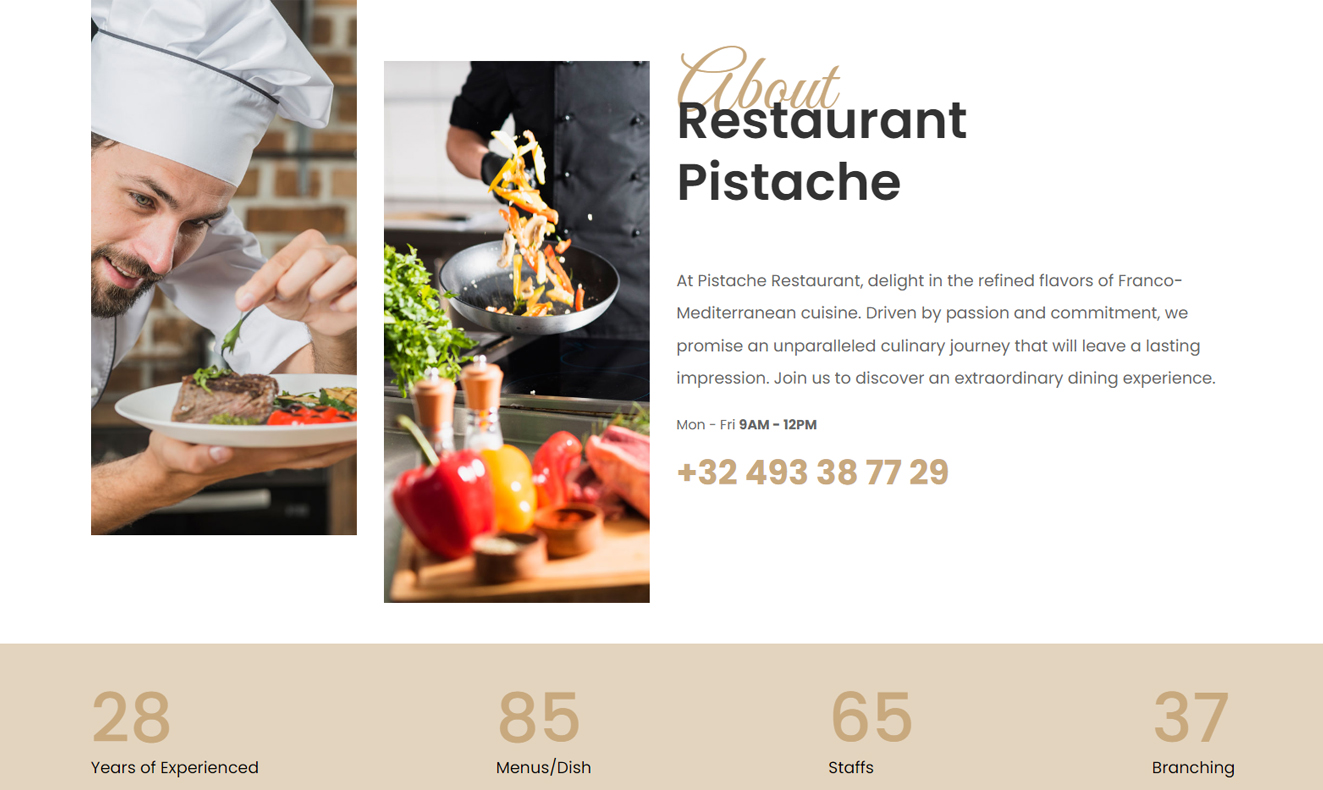 About
Restaurant
Pistache
At Pistache Restaurant, delight in the refined flavors of Franco-
Mediterranean cuisine. Driven by passion and commitment, we
promise an unparalleled culinary journey that will leave a lasting
impression. Join us to discover an extraordinary dining experience.
Mon - Fri 9AM - 12PM
+32 493 38 77 29
28
Years of Experienced
85
Menus/Dish
65
Staffs
37
Branching